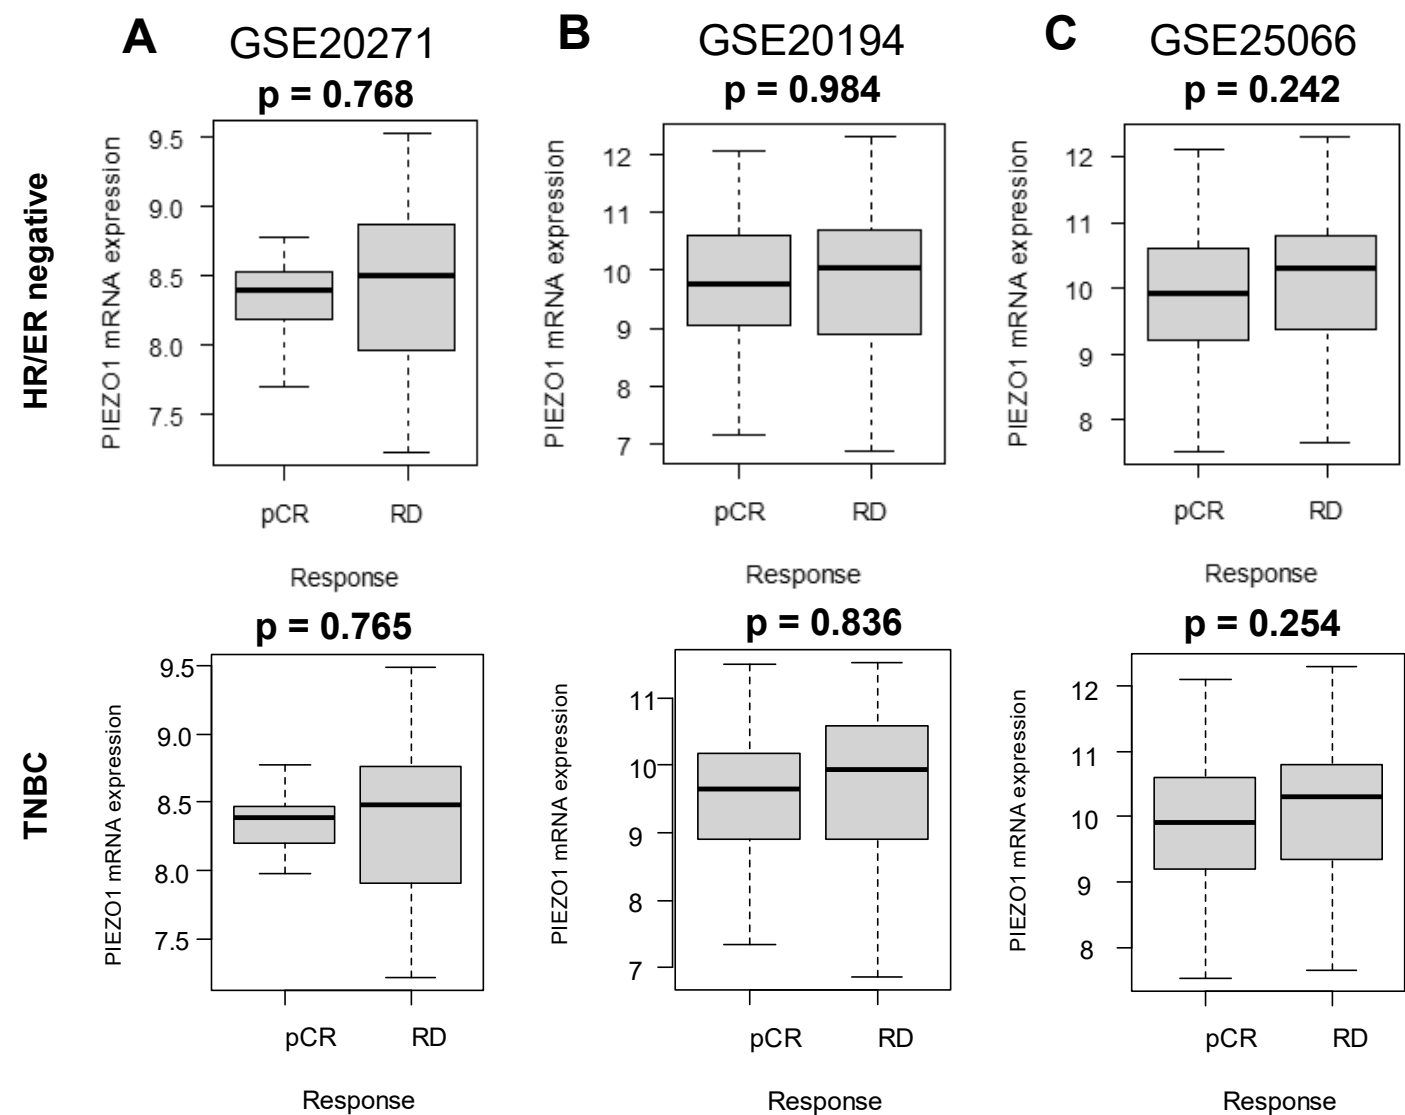 A
GSE20271
p = 0.768
B
GSE20194
p = 0.984
C
GSE25066
p = 0.242
HR/ER negative
PIEZO1 mRNA expression
9.5
9.0
8.5
8.0
7.5
pCR
RD
Response
PIEZO1 mRNA expression
12
11
10
9
8
7
pCR
RD
Response
PIEZO1 mRNA expression
12
11
10
9
8
pCR
RD
Response
TNBC
p = 0.765
PIEZO1 mRNA expression
9.5
9.0
8.5
8.0
7.5
pCR
RD
Response
p = 0.836
PIEZO1 mRNA expression
11
10
9
8
7
pCR
RD
Response
p = 0.254
PIEZO1 mRNA expression
12
11
10
9
8
pCR
RD
Response